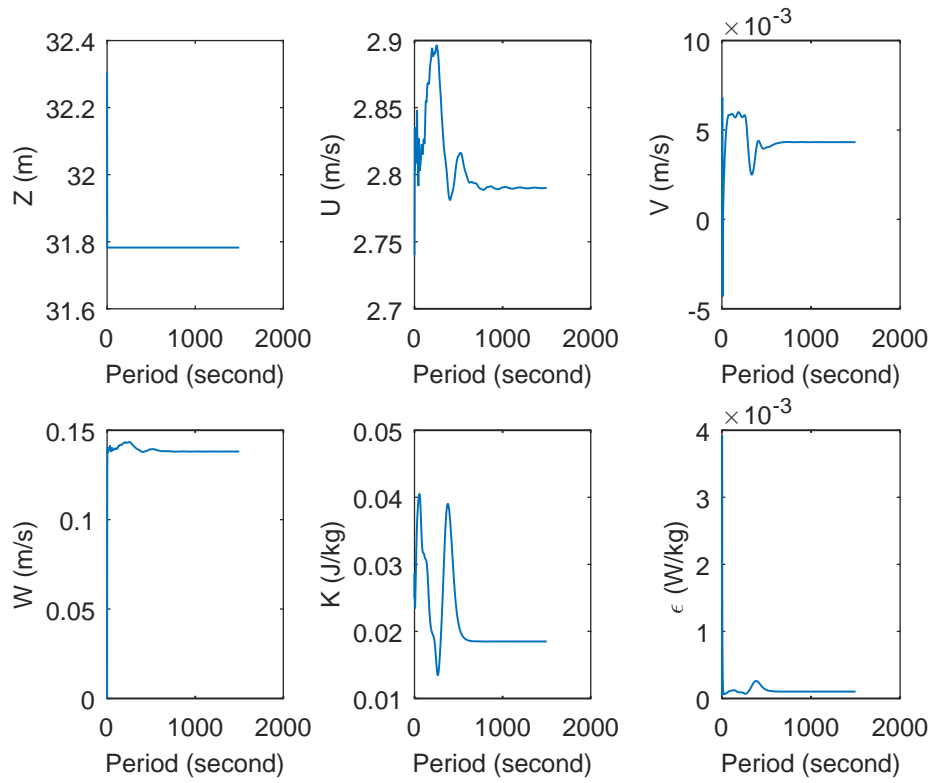 32.4
32.2
32
31.8
31.6
Z (m)
0 1000 2000
Period (second)
2.9
2.85
2.8
2.75
2.7
U (m/s)
0 1000 2000
Period (second)
×10⁻³
10
5
0
-5
V (m/s)
0 1000 2000
Period (second)
0.15
0.1
0.05
0
W (m/s)
0 1000 2000
Period (second)
0.05
0.04
0.03
0.02
0.01
K (J/kg)
0 1000 2000
Period (second)
×10⁻³
4
3
2
1
0
ϵ (W/kg)
0 1000 2000
Period (second)